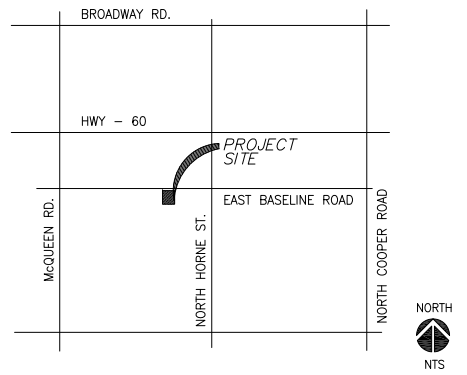 BROADWAY RD.
HWY - 60
PROJECT
SITE
EAST BASELINE ROAD
McQUEEN RD.
NORTH HORNE ST.
NORTH COOPER ROAD
NORTH
NTS